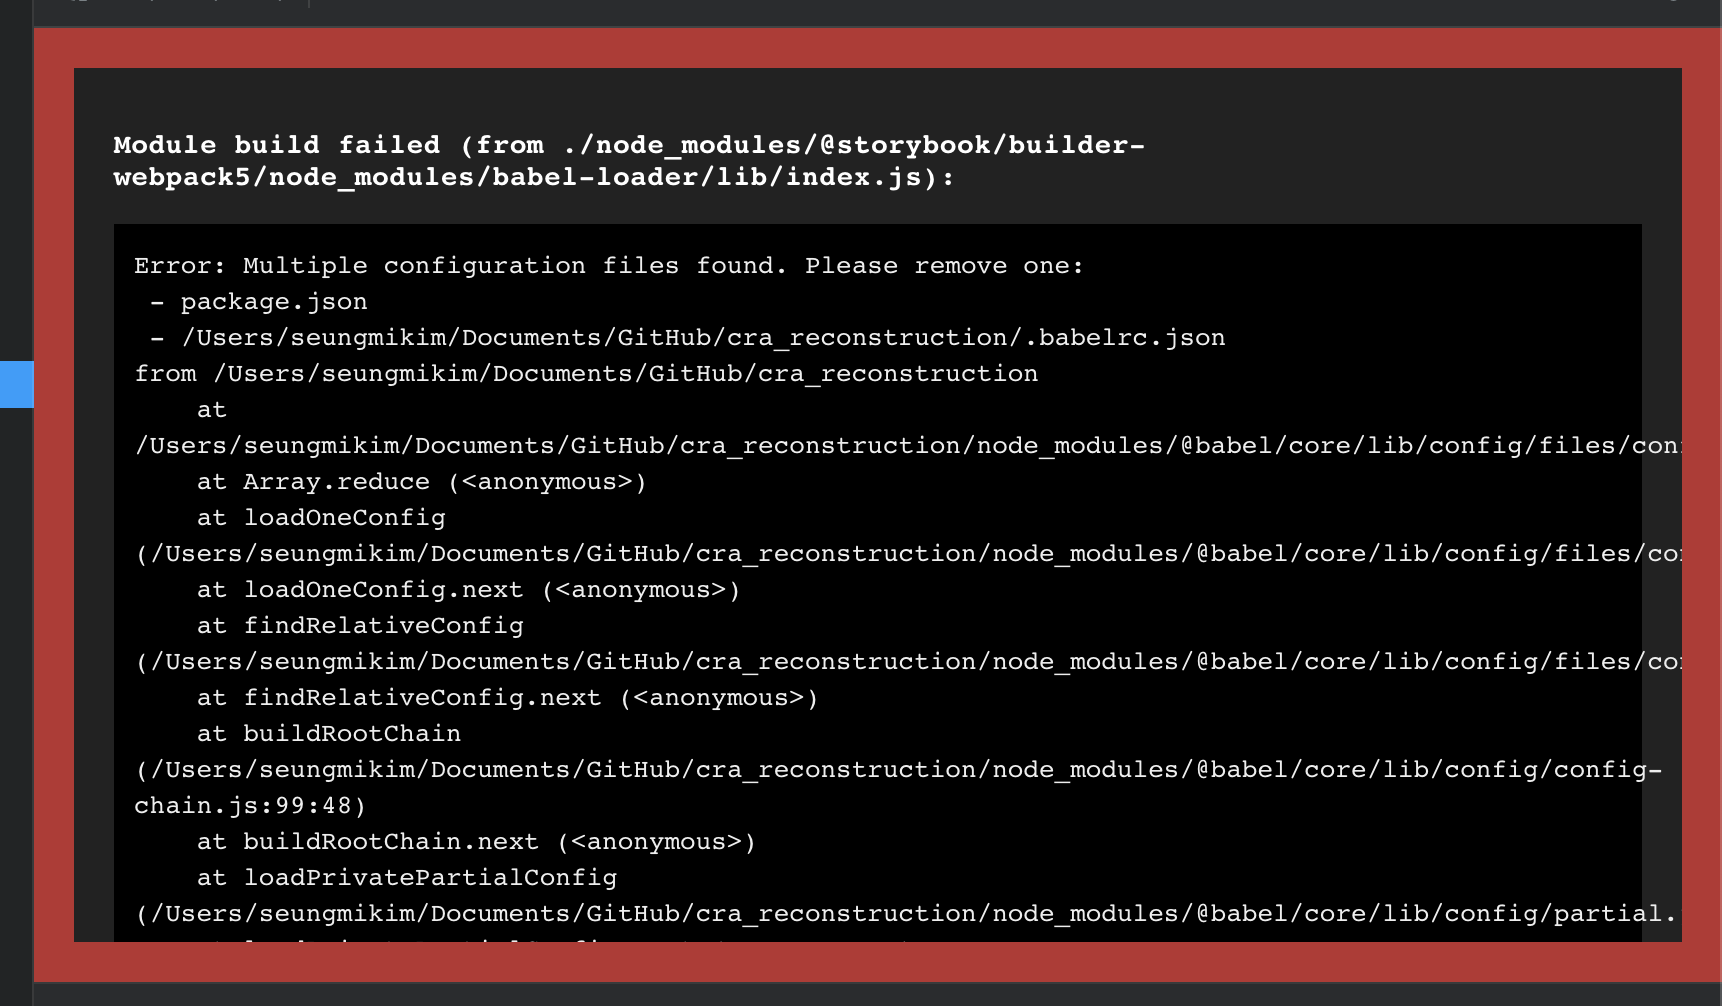 Module build failed (from ./node_modules/@storybook/builder-
webpack5/node_modules/babel-loader/lib/index.js):
Error: Multiple configuration files found. Please remove one:
- package.json
- /Users/seungmikim/Documents/GitHub/cra_reconstruction/.babelrc.json
from /Users/seungmikim/Documents/GitHub/cra_reconstruction
at
/Users/seungmikim/Documents/GitHub/cra_reconstruction/node_modules/@babel/core/lib/config/files/con
at Array.reduce (<anonymous>)
at loadOneConfig
(/Users/seungmikim/Documents/GitHub/cra_reconstruction/node_modules/@babel/core/lib/config/files/co
at loadOneConfig.next (<anonymous>)
at findRelativeConfig
(/Users/seungmikim/Documents/GitHub/cra_reconstruction/node_modules/@babel/core/lib/config/files/co
at findRelativeConfig.next (<anonymous>)
at buildRootChain
(/Users/seungmikim/Documents/GitHub/cra_reconstruction/node_modules/@babel/core/lib/config/config-
chain.js:99:48)
at buildRootChain.next (<anonymous>)
at loadPrivatePartialConfig
(/Users/seungmikim/Documents/GitHub/cra_reconstruction/node_modules/@babel/core/lib/config/partial.